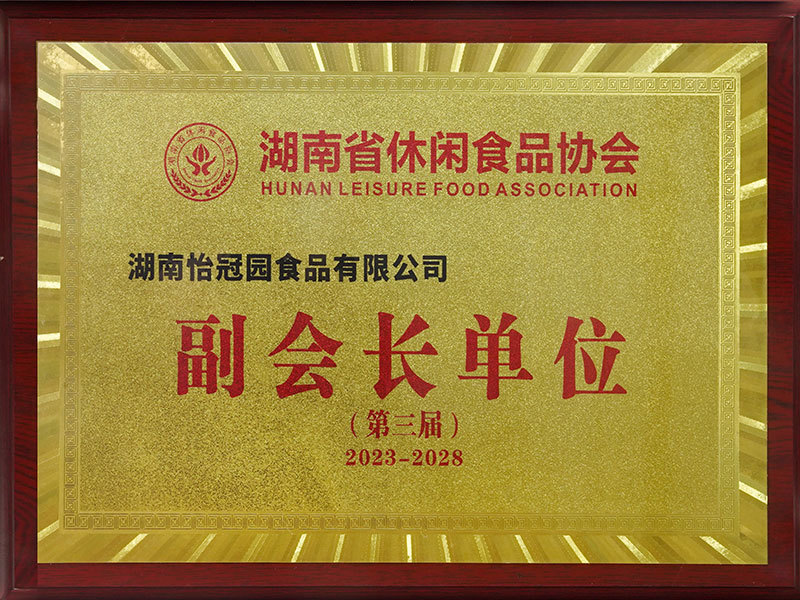 湖南省休闲食品协会
HUNAN LEISURE FOOD ASSOCIATION
湖南怡冠园食品有限公司
副会长单位
（第三届）
2023-2028